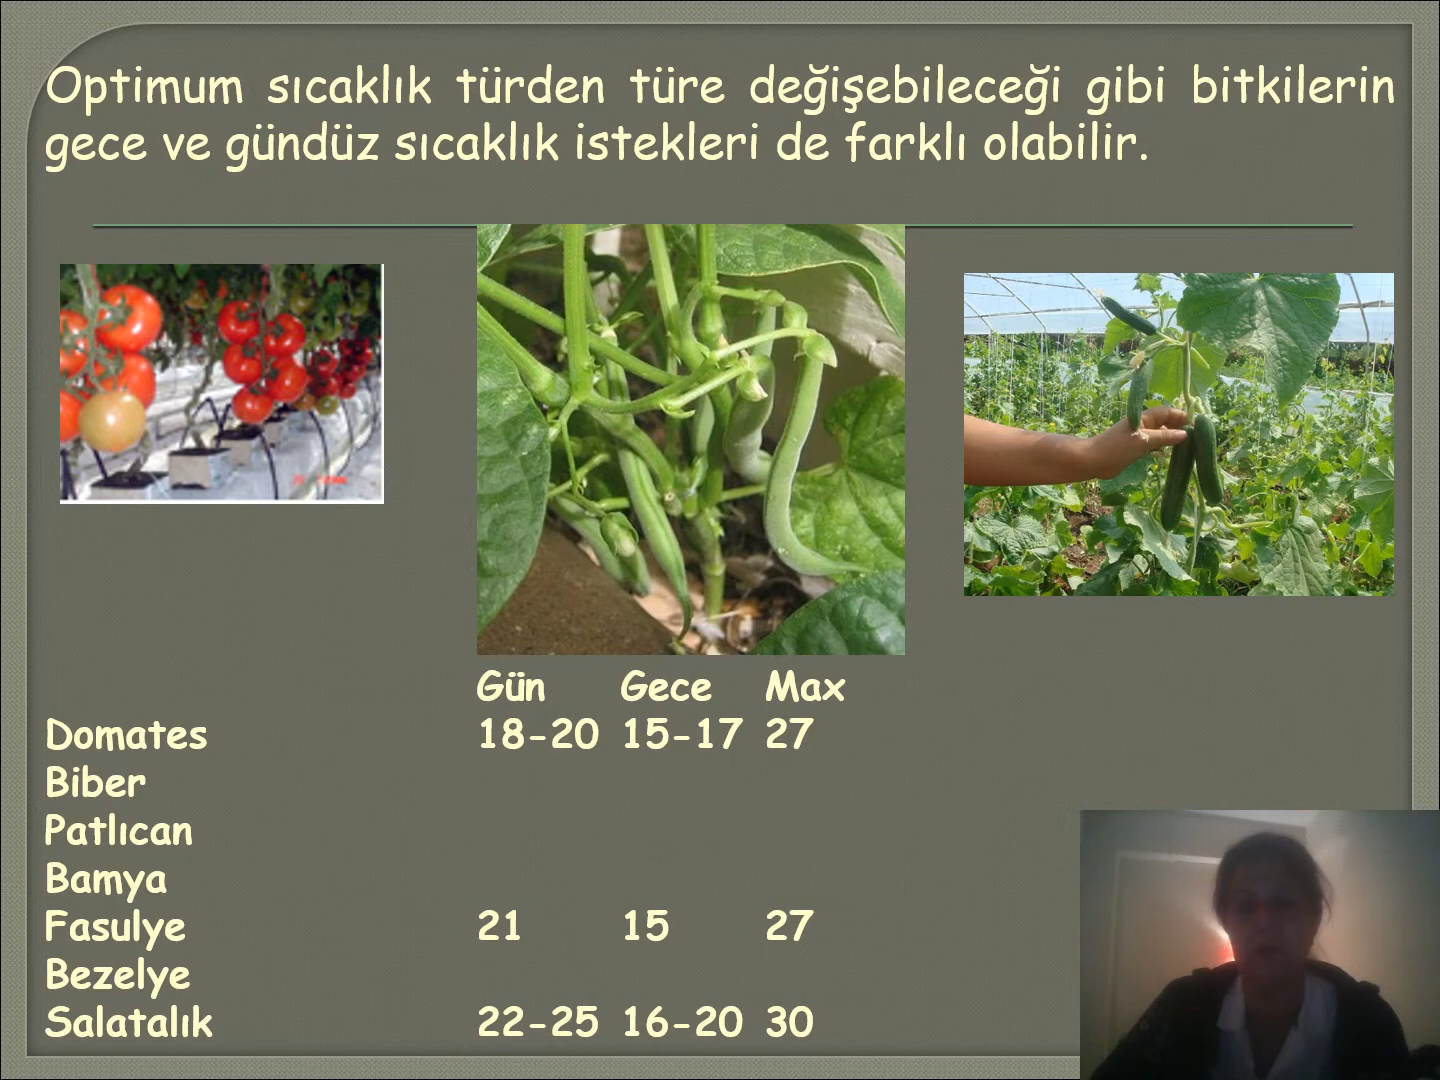 Optimum sıcaklık türden türe değişebileceği gibi bitkilerin
gece ve gündüz sıcaklık istekleri de farklı olabilir.
Gün Gece Max
Domates 18-20 15-17 27
Biber
Patlıcan
Bamya
Fasulye 21 15 27
Bezelye
Salatalık 22-25 16-20 30